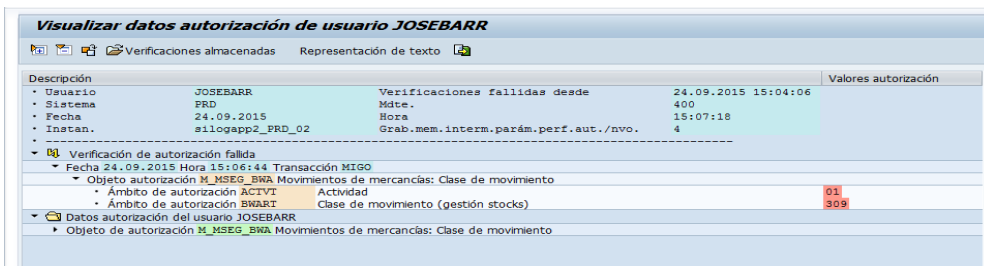 Visualizar datos autorización de usuario JOSEBARR
Verificaciones almacenadas Representación de texto
Descripción Valores autorización
Usuario JOSEBARR Verificaciones fallidas desde 24.09.2015 15:04:06
Sistema PRD Mdte. 400
Fecha 24.09.2015 Hora 15:07:18
Instan. silogapp2_PRD_02 Grab.mem.interm.parám.perf.aut./nvo. 4
Verificación de autorización fallida
Fecha 24.09.2015 Hora 15:06:44 Transacción MIGO
Objeto autorización M_MSEG_BWA Movimientos de mercancías: Clase de movimiento
Ámbito de autorización ACTVT Actividad 01
Ámbito de autorización BWART Clase de movimiento (gestión stocks) 309
Datos autorización del usuario JOSEBARR
Objeto de autorización M_MSEG_BWA Movimientos de mercancías: Clase de movimiento